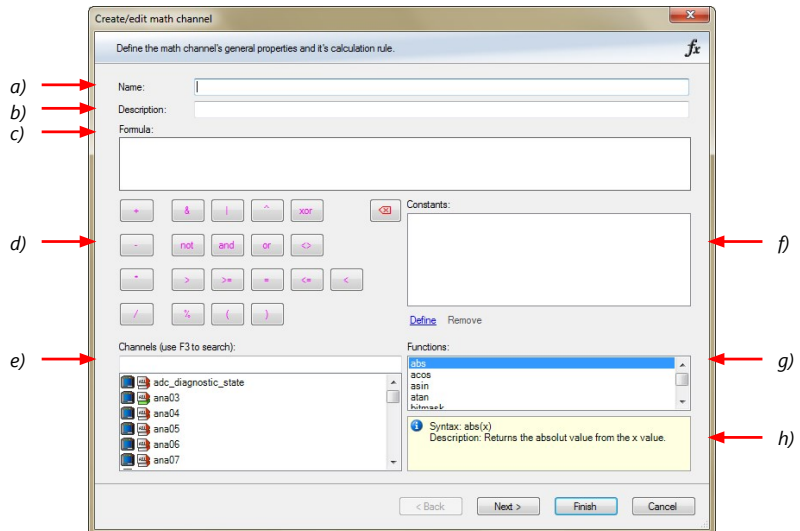 Create/edit math channel
Define the math channel's general properties and it's calculation rule.
fx
a)
Name:
b)
Description:
c)
Formula:
+ & | ^ xor
Constants:
d)
- not and or <>
f)
* > >= = <= <
/ % ( )
Define Remove
Channels (use F3 to search):
Functions:
e)
g)
abs
acos
asin
atan
bitmask
adc_diagnostic_state
ana03
ana04
ana05
ana06
ana07
Syntax: abs(x)
Description: Returns the absolut value from the x value.
h)
< Back Next > Finish Cancel